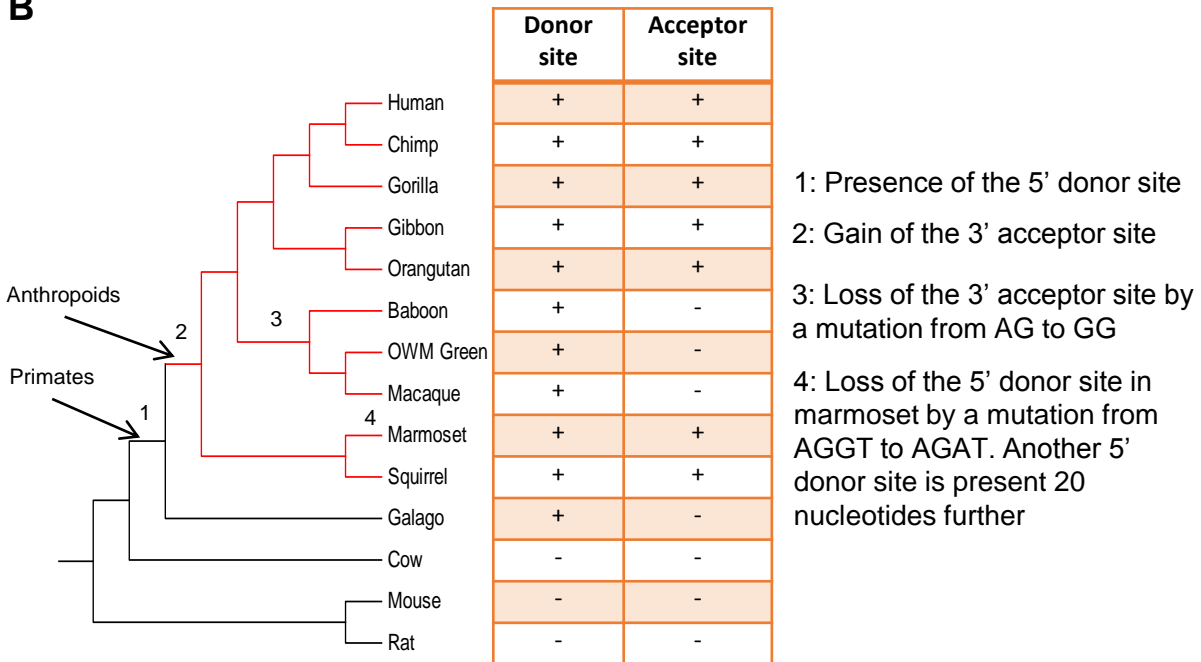 B
Donor site
Acceptor site
Human + +
Chimp + +
Gorilla + +
Gibbon + +
Orangutan + +
Baboon + -
OWM Green + -
Macaque + -
Marmoset + +
Squirrel + +
Galago + -
Cow - -
Mouse - -
Rat - -
Anthropoids
Primates
1
2
3
4
1: Presence of the 5’ donor site
2: Gain of the 3’ acceptor site
3: Loss of the 3’ acceptor site by
a mutation from AG to GG
4: Loss of the 5’ donor site in
marmoset by a mutation from
AGGT to AGAT. Another 5’
donor site is present 20
nucleotides further